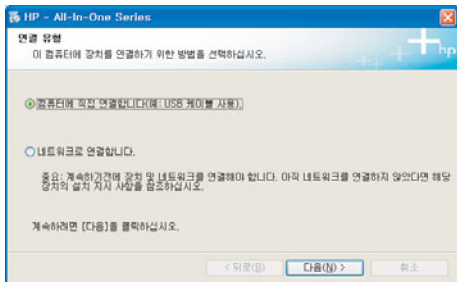 HP - All-In-One Series
연결 유형
이 컴퓨터에 장치를 연결하기 위한 방법을 선택하십시오.
hp
컴퓨터에 직접 연결합니다(예: USB 케이블 사용).
네트워크로 연결합니다.
중요: 계속하기전에 장치 및 네트워크를 연결해야 합니다. 아직 네트워크를 연결하지 않았다면 해당
장치의 설치 지시 사항을 참조하십시오.
계속하려면 [다음]을 클릭하십시오.
< 뒤로(B)
다음(N) >
취소